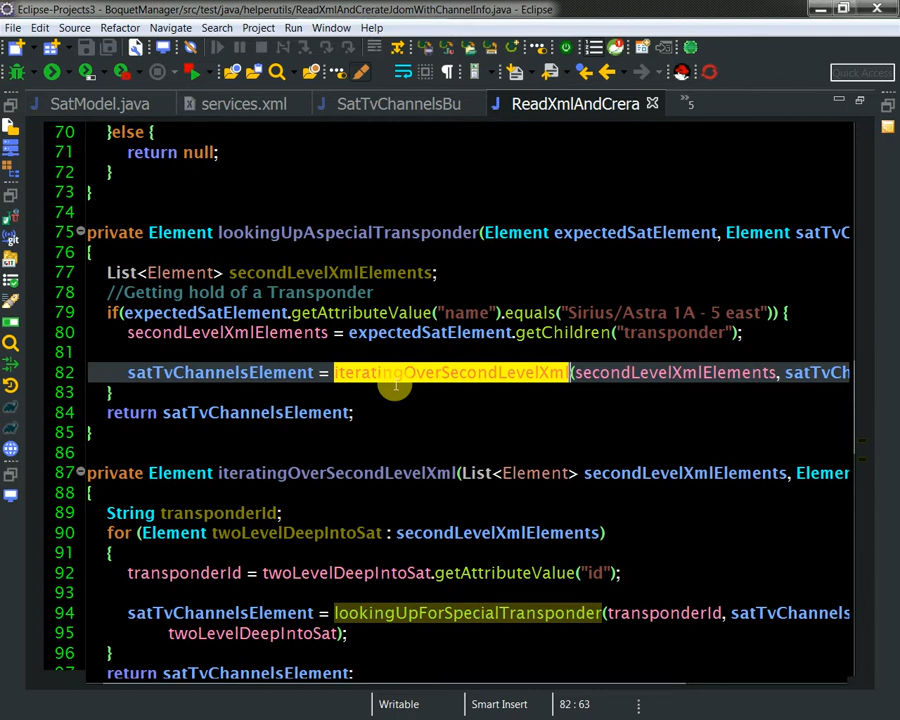 Eclipse-Projects3 - BoquetManager/src/test/java/helperutils/ReadXmlAndCrerateJdomWithChannelInfo.java - Eclipse
File Edit Source Refactor Navigate Search Project Run Window Help
Quick Access
SatModel.java services.xml SatTvChannelsBu ReadXmlAndCrera »5
70 }else {
71 return null;
72 }
73 }
74
75 private Element lookingUpAspecialTransponder(Element expectedSatElement, Element satTvC
76 {
77 List<Element> secondLevelXmlElements;
78 //Getting hold of a Transponder
79 if(expectedSatElement.getAttributeValue("name").equals("Sirius/Astra 1A - 5 east")) {
80 secondLevelXmlElements = expectedSatElement.getChildren("transponder");
81
82 satTvChannelsElement = iteratingOverSecondLevelXml(secondLevelXmlElements, satTvCh
83 }
84 return satTvChannelsElement;
85 }
86
87 private Element iteratingOverSecondLevelXml(List<Element> secondLevelXmlElements, Elemen
88 {
89 String transponderId;
90 for (Element twoLevelDeepIntoSat : secondLevelXmlElements)
91 {
92 transponderId = twoLevelDeepIntoSat.getAttributeValue("id");
93
94 satTvChannelsElement = lookingUpForSpecialTransponder(transponderId, satTvChannels
95 twoLevelDeepIntoSat);
96 }
97 return satTvChannelsElement;
Writable Smart Insert 82 : 63